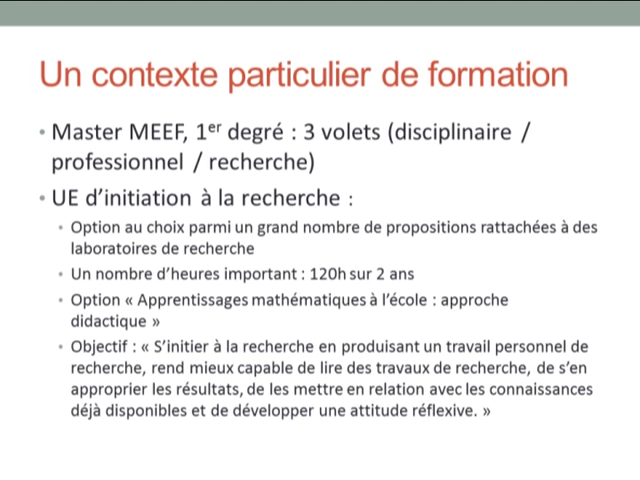 Un contexte particulier de formation
• Master MEEF, 1er degré : 3 volets (disciplinaire /
professionnel / recherche)
• UE d’initiation à la recherche :
• Option au choix parmi un grand nombre de propositions rattachées à des
laboratoires de recherche
• Un nombre d’heures important : 120h sur 2 ans
• Option « Apprentissages mathématiques à l’école : approche
didactique »
• Objectif : « S’initier à la recherche en produisant un travail personnel de
recherche, rend mieux capable de lire des travaux de recherche, de s’en
approprier les résultats, de les mettre en relation avec les connaissances
déjà disponibles et de développer une attitude réflexive. »